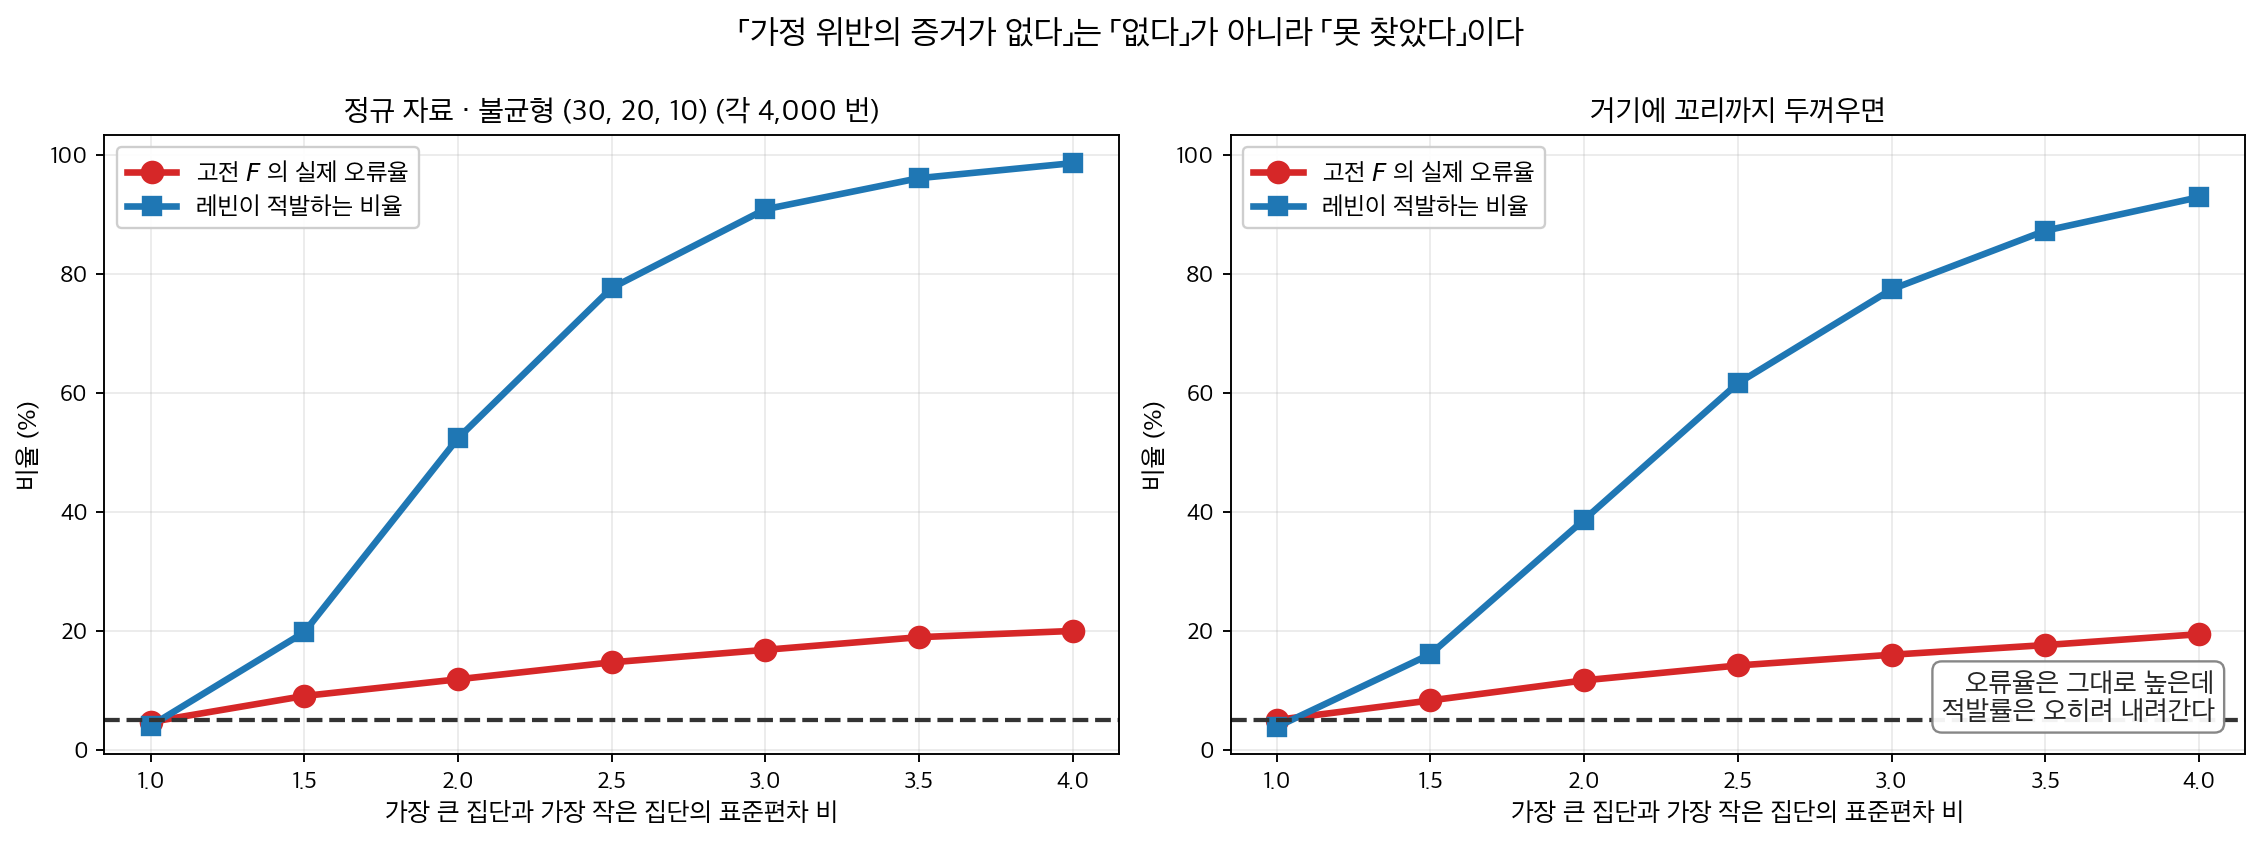 「가정 위반의 증거가 없다」는 「없다」가 아니라 「못 찾았다」이다
정규 자료 · 불균형 (30, 20, 10) (각 4,000 번)
고전 F 의 실제 오류율
레빈이 적발하는 비율
비율 (%)
100
80
60
40
20
0
1.0 1.5 2.0 2.5 3.0 3.5 4.0
가장 큰 집단과 가장 작은 집단의 표준편차 비
거기에 꼬리까지 두꺼우면
고전 F 의 실제 오류율
레빈이 적발하는 비율
비율 (%)
100
80
60
40
20
0
오류율은 그대로 높은데
적발률은 오히려 내려간다
1.0 1.5 2.0 2.5 3.0 3.5 4.0
가장 큰 집단과 가장 작은 집단의 표준편차 비